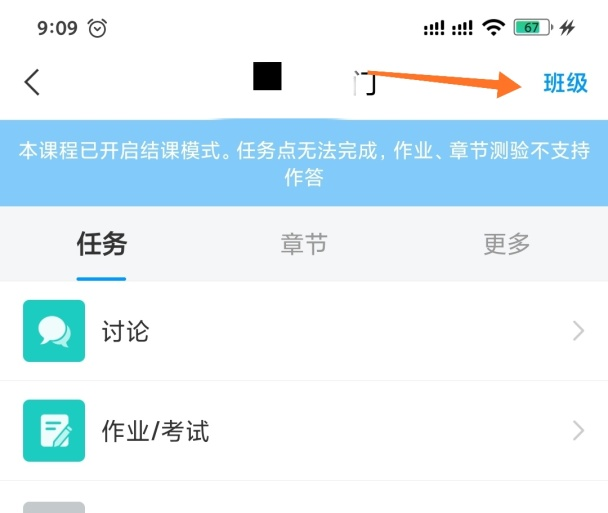 9:09
67
门
班级
本课程已开启结课模式。任务点无法完成，作业、章节测验不支持
作答
任务
章节
更多
讨论
作业/考试